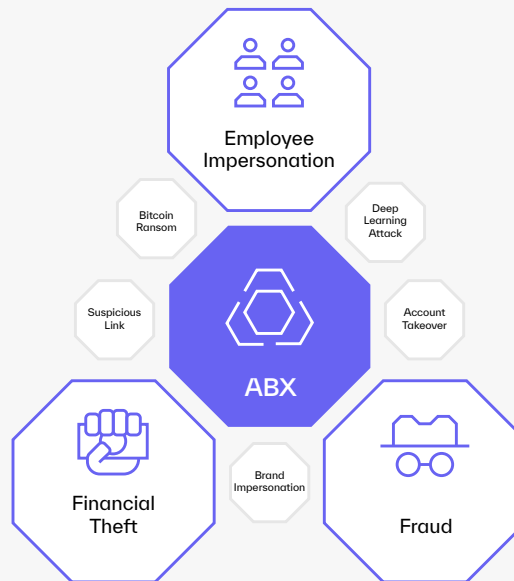 Employee
Impersonation
Bitcoin
Ransom
Deep
Learning
Attack
Suspicious
Link
Account
Takeover
ABX
Brand
Impersonation
Financial
Theft
Fraud